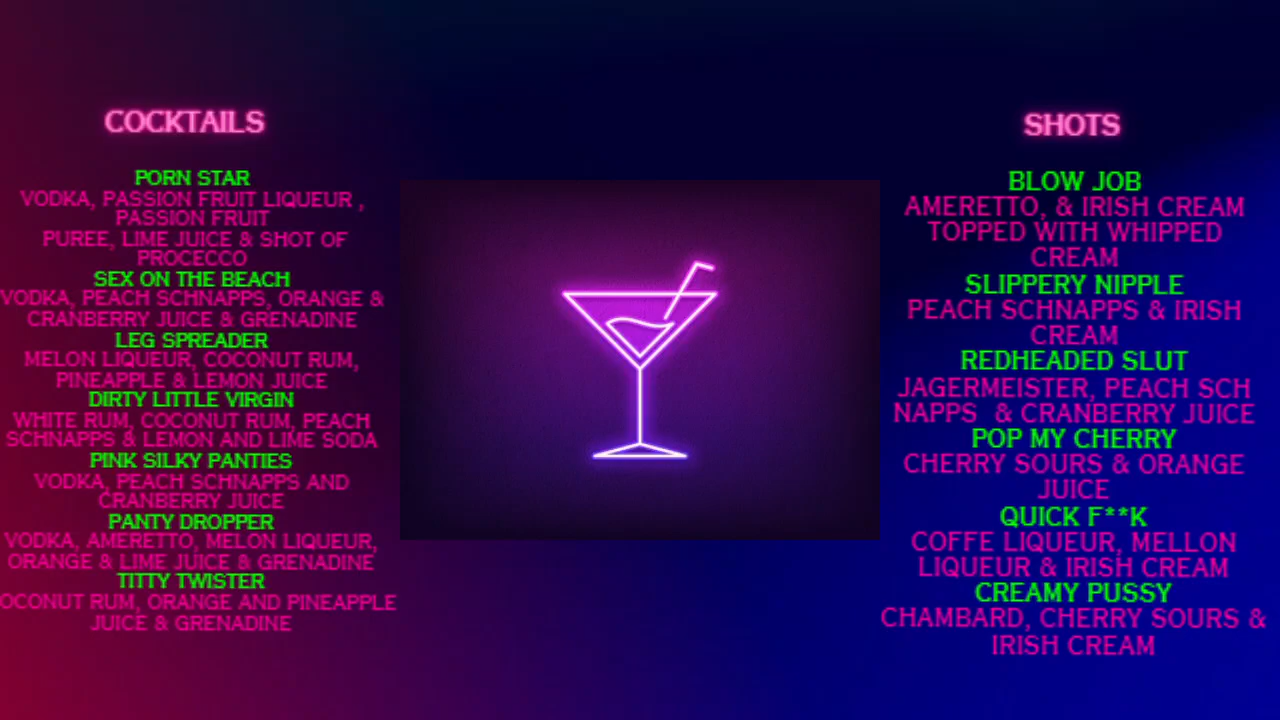 COCKTAILS
PORN STAR
VODKA, PASSION FRUIT LIQUEUR ,
PASSION FRUIT
PUREE, LIME JUICE & SHOT OF
PROCECCO
SEX ON THE BEACH
VODKA, PEACH SCHNAPPS, ORANGE &
CRANBERRY JUICE & GRENADINE
LEG SPREADER
MELON LIQUEUR, COCONUT RUM,
PINEAPPLE & LEMON JUICE
DIRTY LITTLE VIRGIN
WHITE RUM, COCONUT RUM, PEACH
SCHNAPPS & LEMON AND LIME SODA
PINK SILKY PANTIES
VODKA, PEACH SCHNAPPS AND
CRANBERRY JUICE
PANTY DROPPER
VODKA, AMERETTO, MELON LIQUEUR,
ORANGE & LIME JUICE & GRENADINE
TITTY TWISTER
OCONUT RUM, ORANGE AND PINEAPPLE
JUICE & GRENADINE
SHOTS
BLOW JOB
AMERETTO, & IRISH CREAM
TOPPED WITH WHIPPED
CREAM
SLIPPERY NIPPLE
PEACH SCHNAPPS & IRISH
CREAM
REDHEADED SLUT
JAGERMEISTER, PEACH SCH
NAPPS & CRANBERRY JUICE
POP MY CHERRY
CHERRY SOURS & ORANGE
JUICE
QUICK F**K
COFFE LIQUEUR, MELLON
LIQUEUR & IRISH CREAM
CREAMY PUSSY
CHAMBARD, CHERRY SOURS &
IRISH CREAM